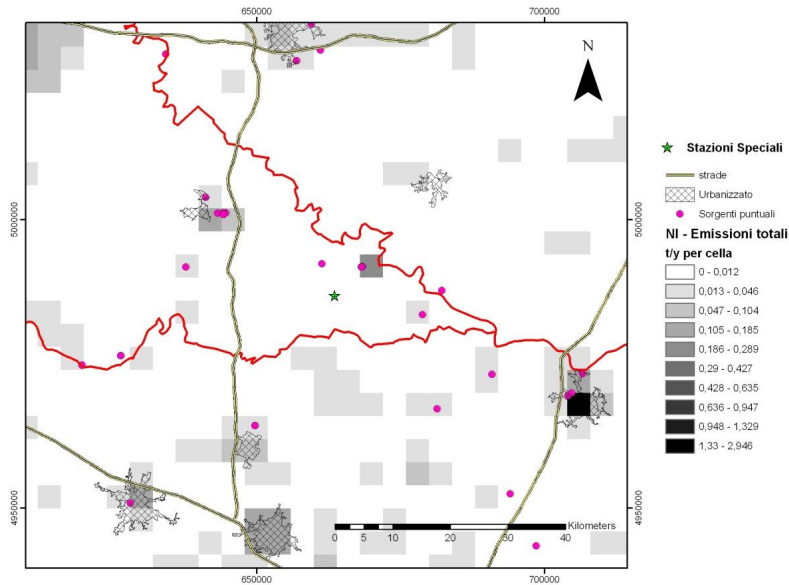 650000
700000
N
5000000
5000000
4950000
4950000
Kilometers
0 5 10 20 30 40
650000
700000
Stazioni Speciali
strade
Urbanizzato
Sorgenti puntuali
NI - Emissioni totali
t/y per cella
0 - 0,012
0,013 - 0,046
0,047 - 0,104
0,105 - 0,185
0,186 - 0,289
0,29 - 0,427
0,428 - 0,635
0,636 - 0,947
0,948 - 1,329
1,33 - 2,946